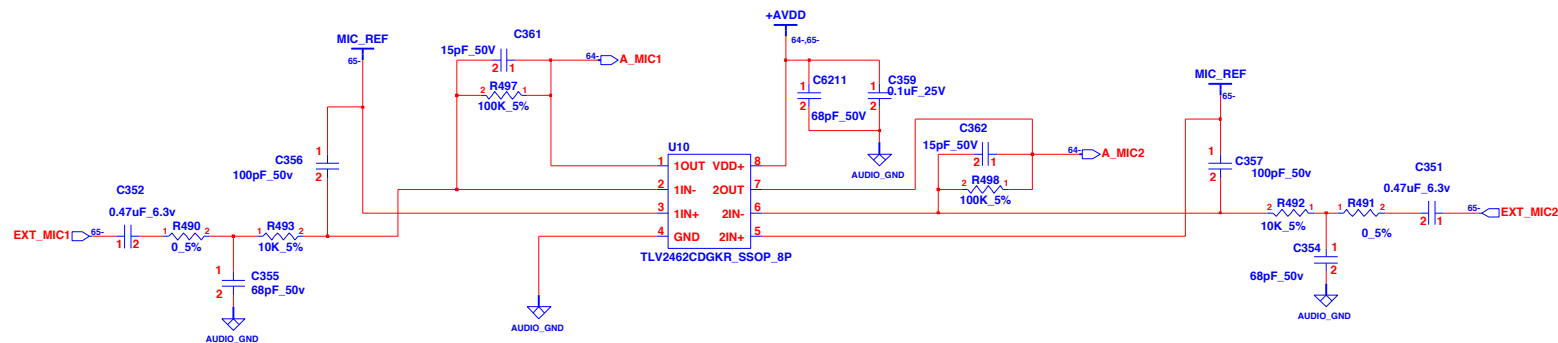 +AVDD
64-,65-
C361
15pF_50V
2 1
MIC_REF
65-
64-
A_MIC1
2 R497 1
100K_5%
1
2
C6211
68pF_50V
1
2
C359
0.1uF_25V
AUDIO_GND
MIC_REF
65-
C362
15pF_50V
2 1
64-
A_MIC2
2 R498 1
100K_5%
U10
1 1OUT VDD+ 8
2 1IN- 2OUT 7
3 1IN+ 2IN- 6
4 GND 2IN+ 5
TLV2462CDGKR_SSOP_8P
C356
1
2
100pF_50v
C352
0.47uF_6.3v
EXT_MIC1
65-
1 2
1 R490 2
0_5%
1 R493 2
10K_5%
1
2
C355
68pF_50v
AUDIO_GND
AUDIO_GND
1
2
C357
100pF_50v
C351
0.47uF_6.3v
2 R492 1
10K_5%
1 R491 2
0_5%
2 1
65-
EXT_MIC2
C354
1
2
68pF_50v
AUDIO_GND